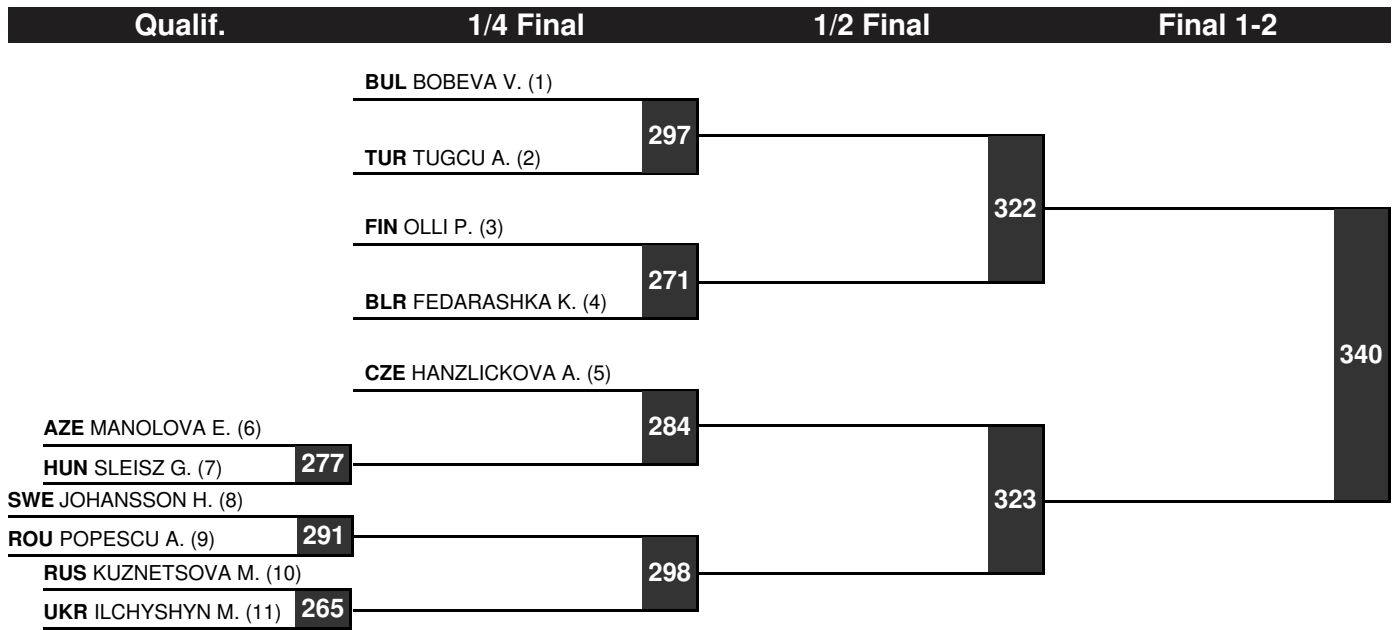 Qualif. 1/4 Final 1/2 Final Final 1-2
BUL BOBEVA V. (1)
297
TUR TUGCU A. (2)
322
FIN OLLI P. (3)
271
BLR FEDARASHKA K. (4)
340
CZE HANZLICKOVA A. (5)
284
AZE MANOLOVA E. (6)
277
HUN SLEISZ G. (7)
323
SWE JOHANSSON H. (8)
291
ROU POPESCU A. (9)
298
RUS KUZNETSOVA M. (10)
265
UKR ILCHYSHYN M. (11)